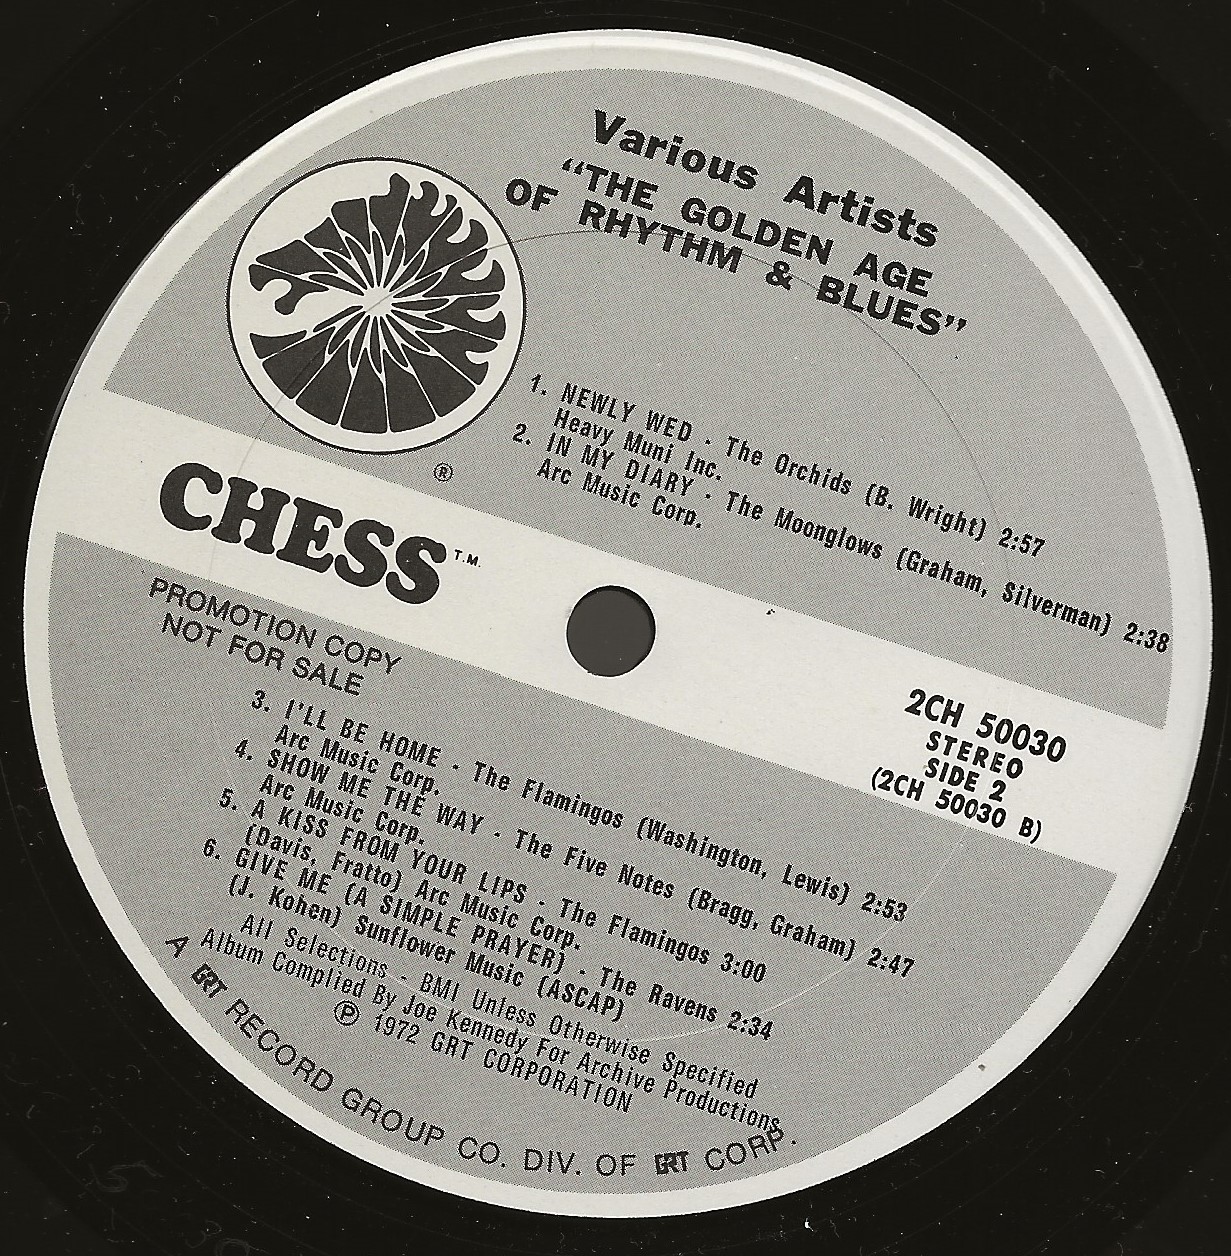 Various Artists
“THE GOLDEN AGE
OF RHYTHM & BLUES”
1. NEWLY WED · The Orchids (B. Wright) 2:57
Heavy Muni Inc.
2. IN MY DIARY · The Moonglows (Graham, Silverman) 2:38
Arc Music Corp.
®
CHESS T.M.
PROMOTION COPY
NOT FOR SALE
2CH 50030
STEREO
SIDE 2
(2CH 50030 B)
3. I'LL BE HOME · The Flamingos (Washington, Lewis) 2:53
Arc Music Corp.
4. SHOW ME THE WAY · The Five Notes (Bragg, Graham) 2:47
Arc Music Corp.
5. A KISS FROM YOUR LIPS · The Flamingos 3:00
(Davis, Fratto) Arc Music Corp.
6. GIVE ME (A SIMPLE PRAYER) · The Ravens 2:34
(J. Kohen) Sunflower Music (ASCAP)
All Selections - BMI Unless Otherwise Specified
Album Complied By Joe Kennedy For Archive Productions
℗ 1972 GRT CORPORATION
A GRT RECORD GROUP CO. DIV. OF GRT CORP.